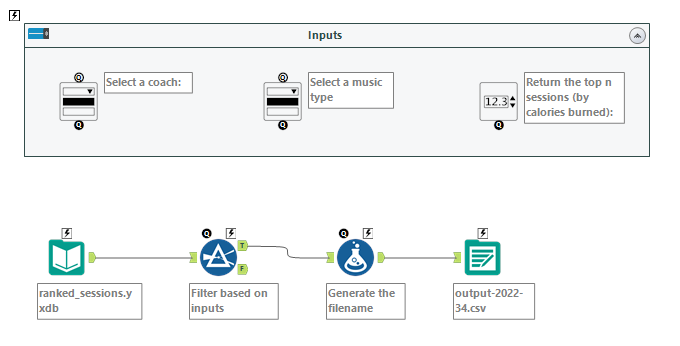 Inputs
Q
Q
Q
Select a coach:
Select a music
type
12.3
Return the top n
sessions (by
calories burned):
Q
Q
Q
Q
Q
T
F
ranked_sessions.y
xdb
Filter based on
inputs
Generate the
filename
output-2022-
34.csv